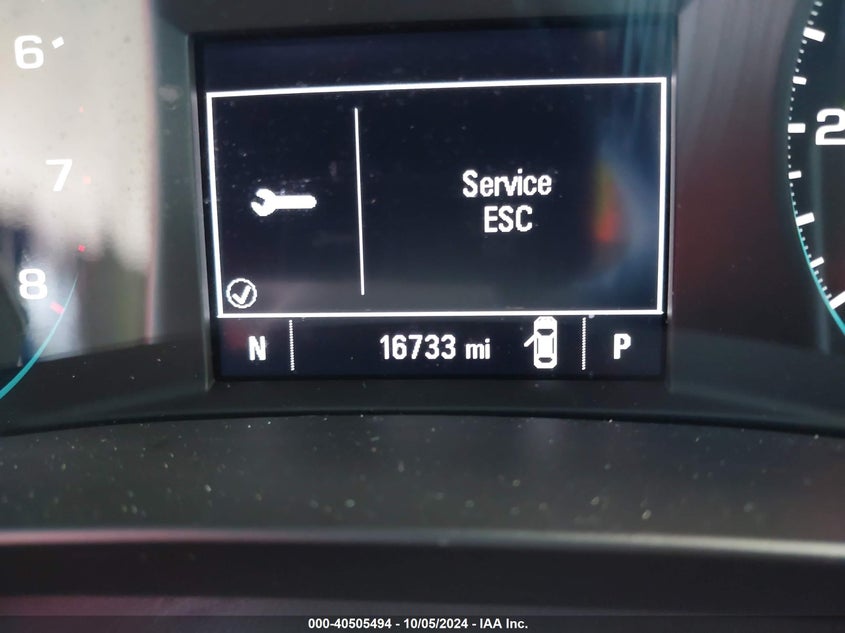 6
7
8
2
Service
ESC
N 16733 mi P
000-40505494 - 10/05/2024 - IAA Inc.